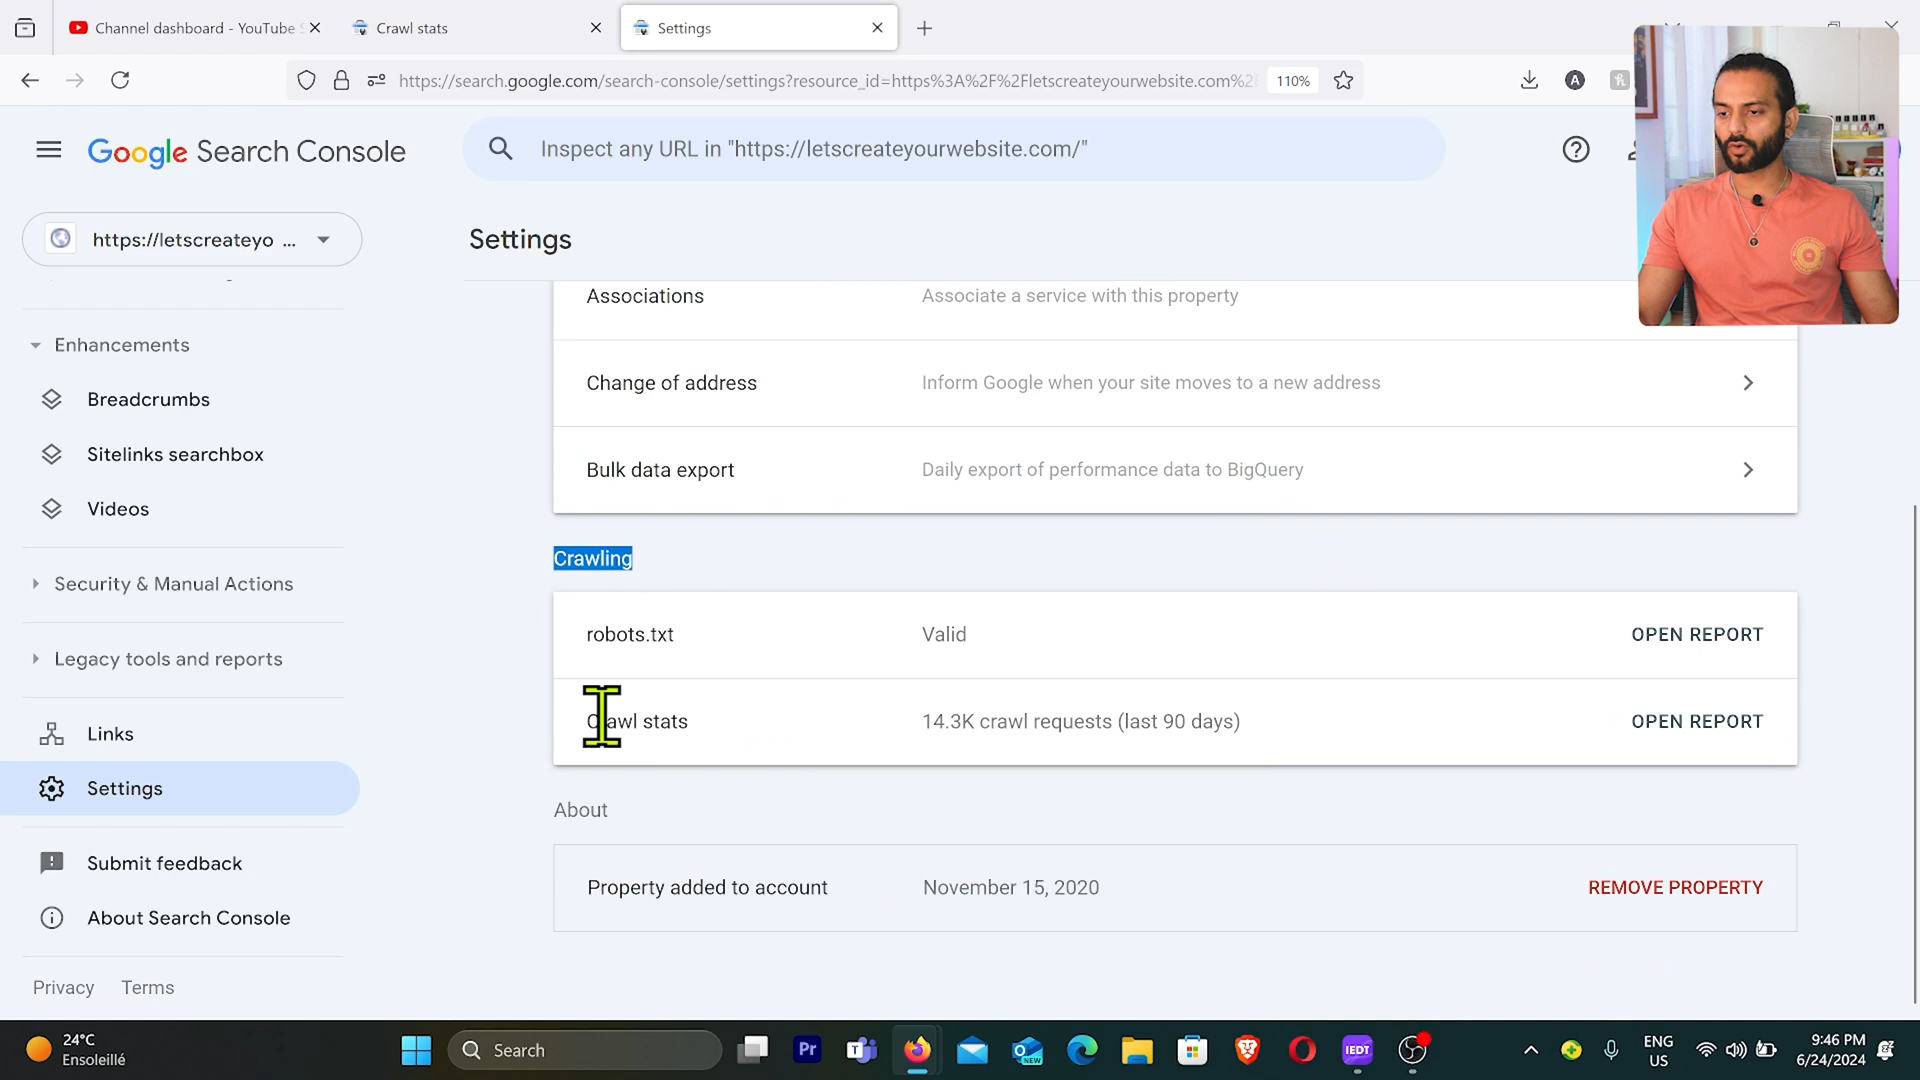 Channel dashboard - YouTube S
Crawl stats
Settings
https://search.google.com/search-console/settings?resource_id=https%3A%2F%2Fletscreateyourwebsite.com%2F
110%
A
Google Search Console
Inspect any URL in "https://letscreateyourwebsite.com/"
https://letscreateyo ...
Settings
Enhancements
Breadcrumbs
Sitelinks searchbox
Videos
Security & Manual Actions
Legacy tools and reports
Links
Settings
Submit feedback
About Search Console
Privacy Terms
Associations Associate a service with this property
Change of address Inform Google when your site moves to a new address
Bulk data export Daily export of performance data to BigQuery
Crawling
robots.txt Valid OPEN REPORT
Crawl stats 14.3K crawl requests (last 90 days) OPEN REPORT
About
Property added to account November 15, 2020 REMOVE PROPERTY
24°C
Ensoleillé
Search
Pr
T
NEW
IEDT
ENG
US
9:46 PM
6/24/2024